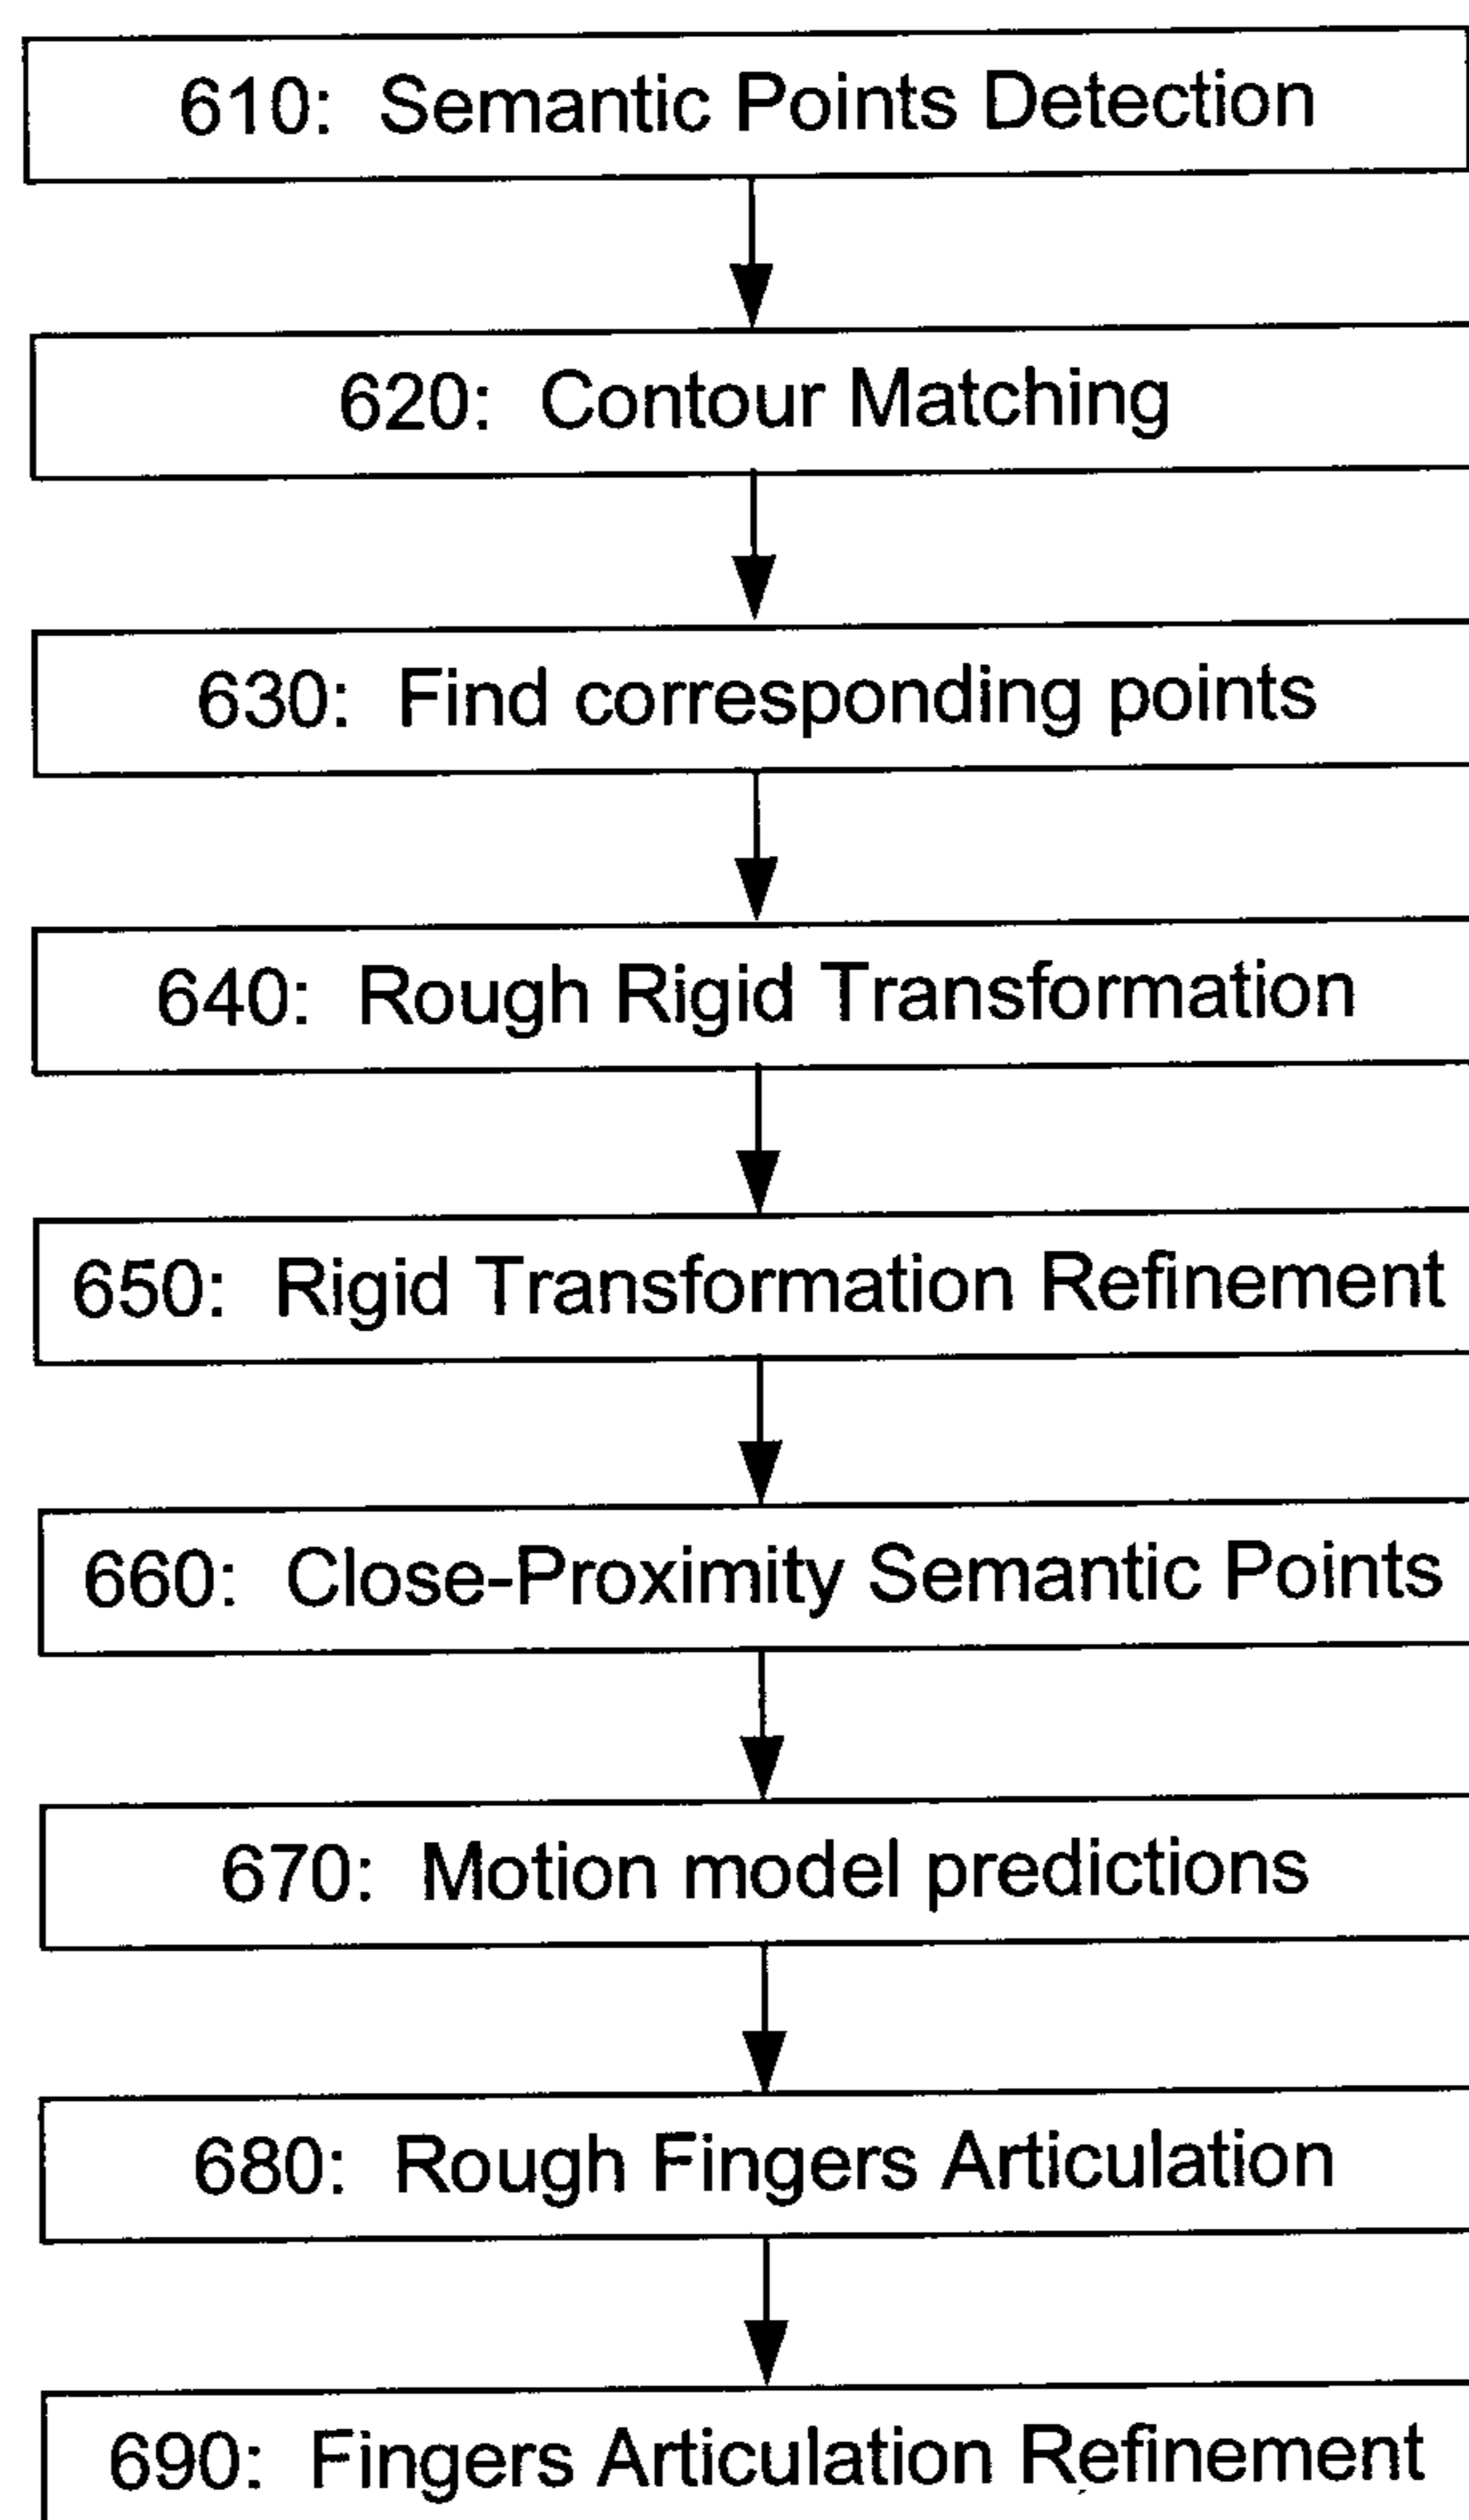 610: Semantic Points Detection
620: Contour Matching
630: Find corresponding points
640: Rough Rigid Transformation
650: Rigid Transformation Refinement
660: Close-Proximity Semantic Points
670: Motion model predictions
680: Rough Fingers Articulation
690: Fingers Articulation Refinement